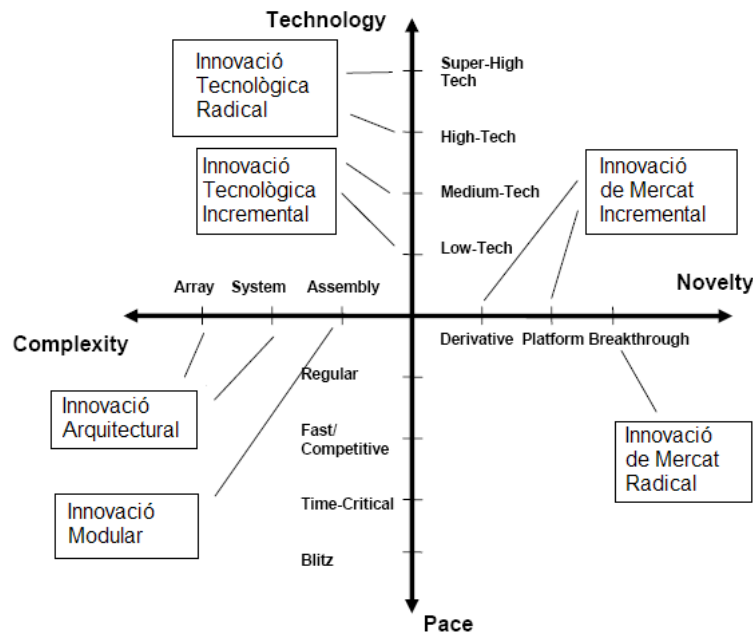 Technology
Innovació
Tecnològica
Radical
Super-High
Tech
High-Tech
Innovació
Tecnològica
Incremental
Medium-Tech
Innovació
de Mercat
Incremental
Low-Tech
Array System Assembly
Novelty
Complexity
Derivative Platform Breakthrough
Regular
Innovació
Arquitectural
Fast/
Competitive
Innovació
de Mercat
Radical
Innovació
Modular
Time-Critical
Blitz
Pace